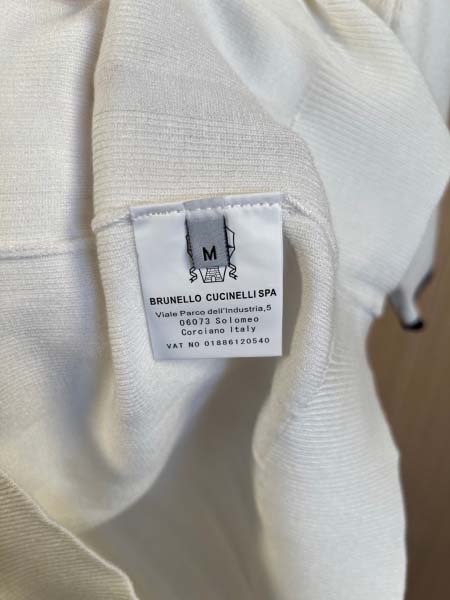 M
BRUNELLO CUCINELLI SPA
Viale Parco dell'Industria,5
06073 Solomeo
Corciano Italy
VAT NO 01886120540